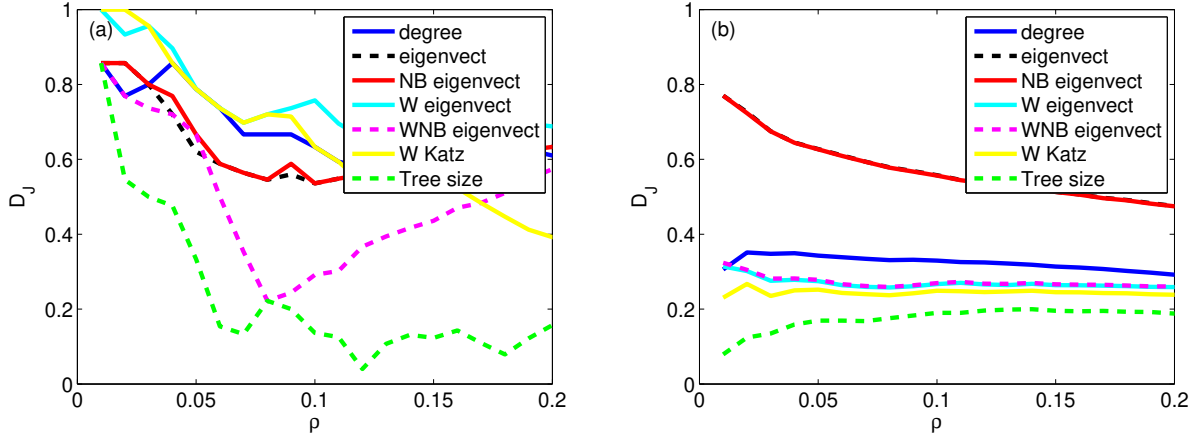 (a)
degree
eigenvect
NB eigenvect
W eigenvect
WNB eigenvect
W Katz
Tree size
D_J
1
0.8
0.6
0.4
0.2
0
0 0.05 0.1 0.15 0.2
ρ
(b)
degree
eigenvect
NB eigenvect
W eigenvect
WNB eigenvect
W Katz
Tree size
D_J
1
0.8
0.6
0.4
0.2
0
0 0.05 0.1 0.15 0.2
ρ